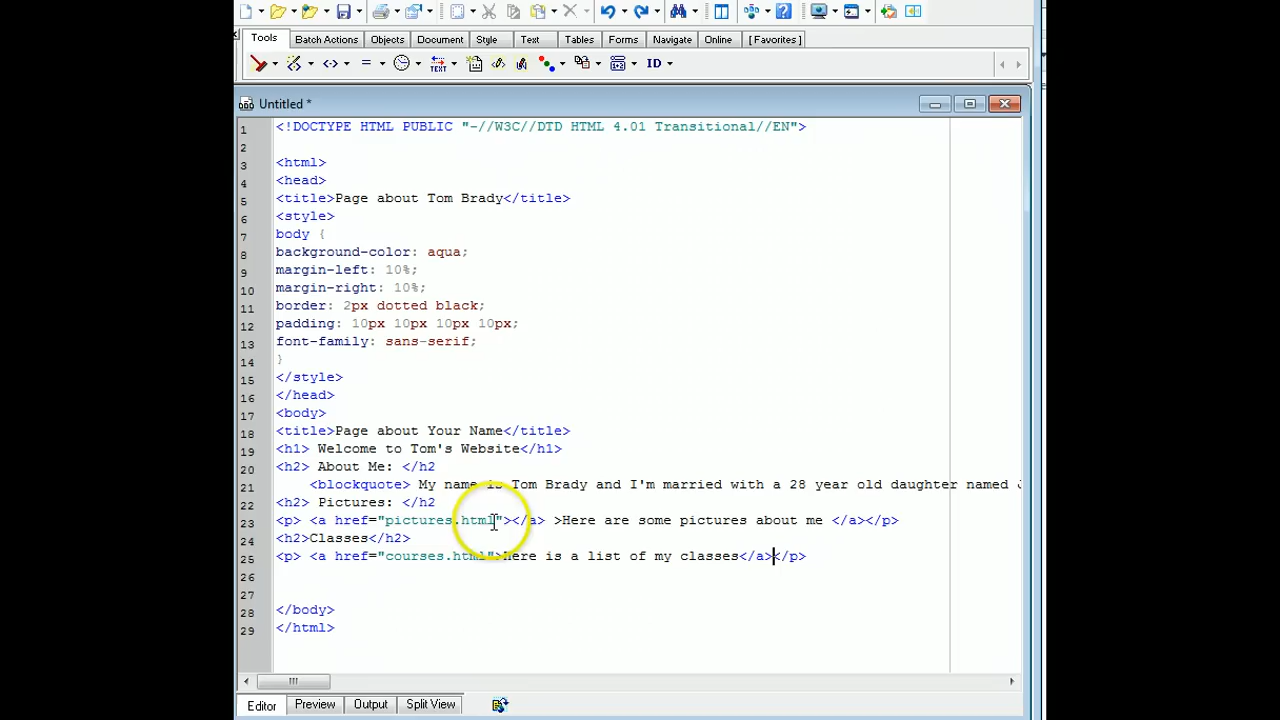 Tools Batch Actions Objects Document Style Text Tables Forms Navigate Online [ Favorites ]
ID
Untitled *
1 <!DOCTYPE HTML PUBLIC "-//W3C//DTD HTML 4.01 Transitional//EN">
2
3 <html>
4 <head>
5 <title>Page about Tom Brady</title>
6 <style>
7 body {
8 background-color: aqua;
9 margin-left: 10%;
10 margin-right: 10%;
11 border: 2px dotted black;
12 padding: 10px 10px 10px 10px;
13 font-family: sans-serif;
14 }
15 </style>
16 </head>
17 <body>
18 <title>Page about Your Name</title>
19 <h1> Welcome to Tom's Website</h1>
20 <h2> About Me: </h2
21 <blockquote> My name is Tom Brady and I'm married with a 28 year old daughter named
22 <h2> Pictures: </h2
23 <p> <a href="pictures.html"></a> >Here are some pictures about me </a></p>
24 <h2>Classes</h2>
25 <p> <a href="courses.html">Here is a list of my classes</a></p>
26
27
28 </body>
29 </html>
Editor Preview Output Split View